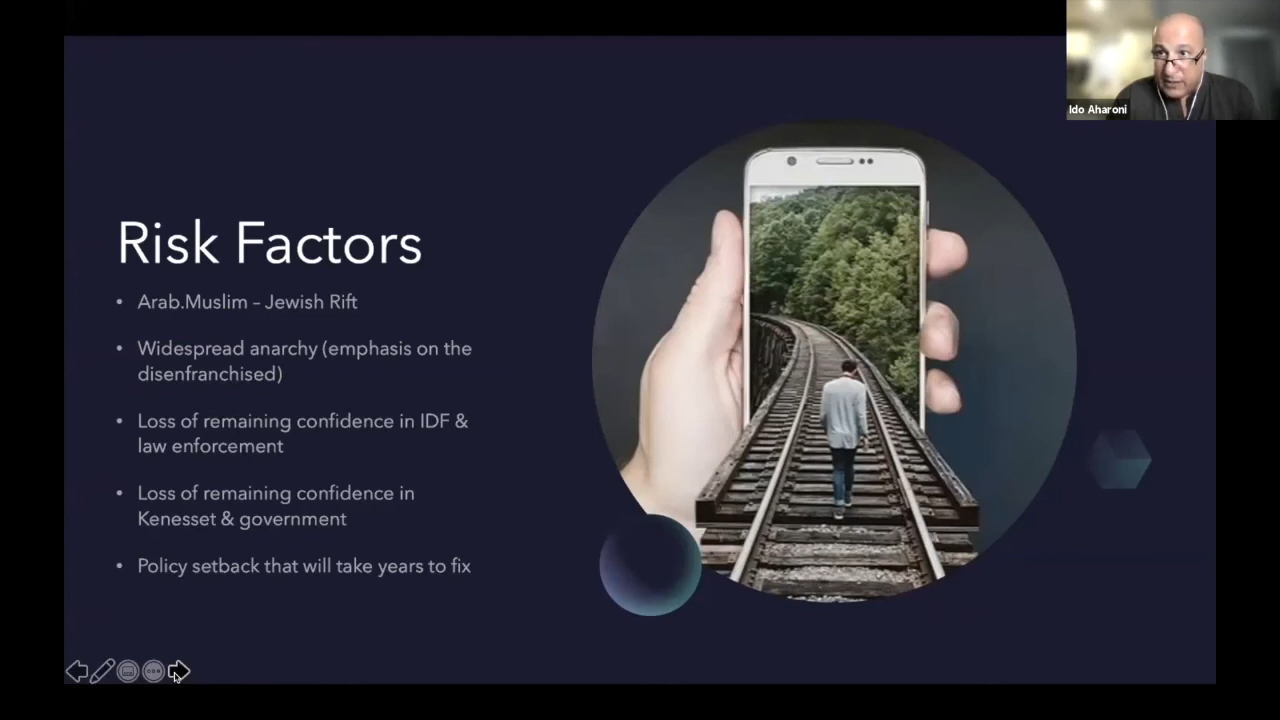 Ido Aharoni
Risk Factors
• Arab.Muslim – Jewish Rift
• Widespread anarchy (emphasis on the
disenfranchised)
• Loss of remaining confidence in IDF &
law enforcement
• Loss of remaining confidence in
Kenesset & government
• Policy setback that will take years to fix